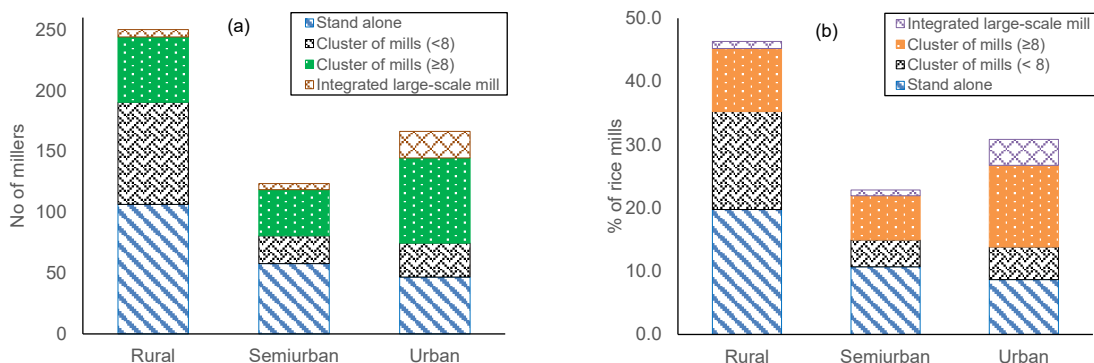 (a)
Stand alone
Cluster of mills (<8)
Cluster of mills (≥8)
Integrated large-scale mill
No of millers
250
200
150
100
50
0
Rural Semiurban Urban
(b)
Integrated large-scale mill
Cluster of mills (≥8)
Cluster of mills (< 8)
Stand alone
% of rice mills
50.0
40.0
30.0
20.0
10.0
0.0
Rural Semiurban Urban